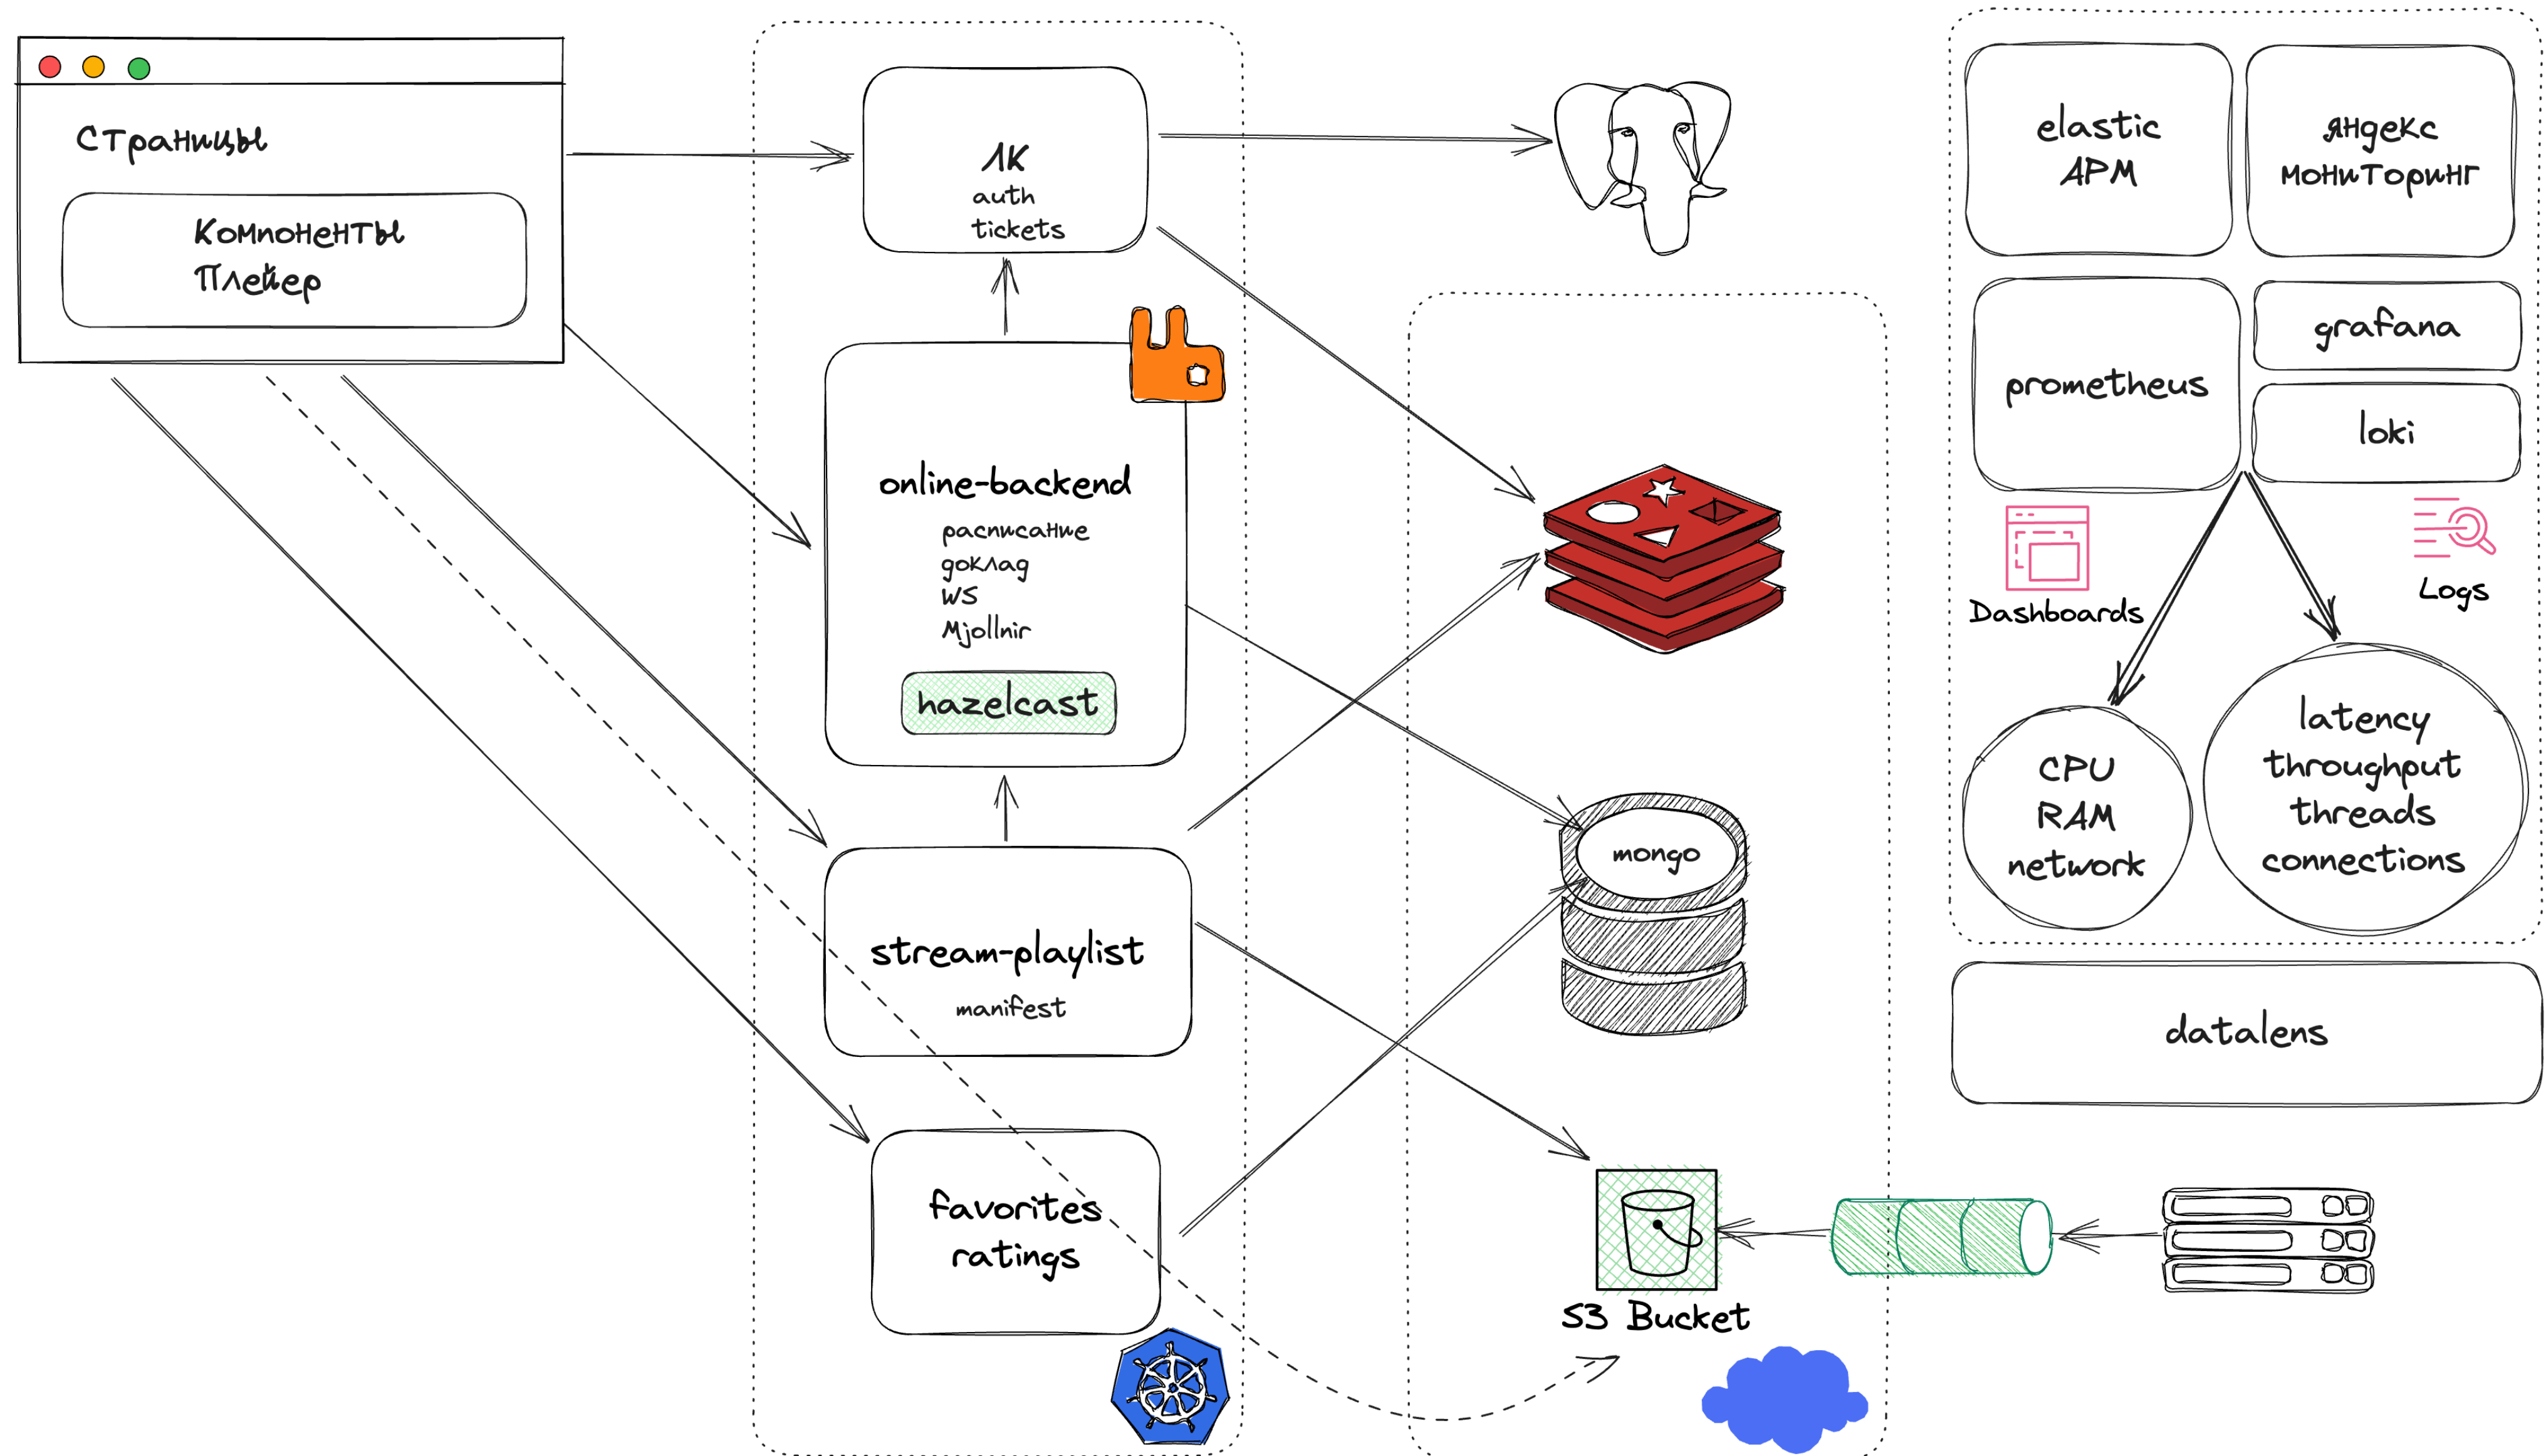 Страницы
Компоненты
Плейер
ЛК
auth
tickets
online-backend
расписание
доклад
WS
Mjollnir
hazelcast
stream-playlist
manifest
favorites
ratings
mongo
S3 Bucket
elastic
APM
яндекс
мониторинг
prometheus
grafana
loki
Dashboards
Logs
CPU
RAM
network
latency
throughput
threads
connections
datalens